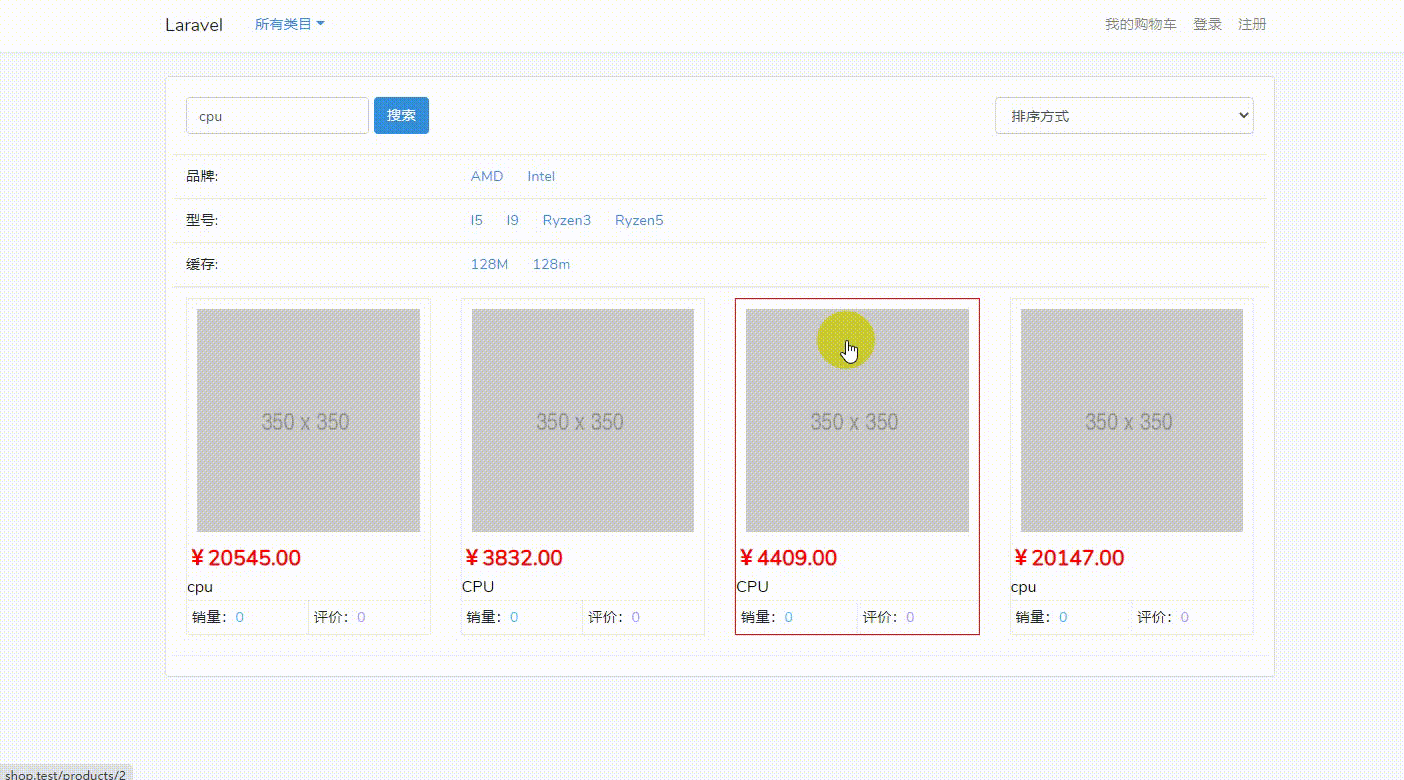 Laravel 所有类目 我的购物车 登录 注册
cpu 搜索 排序方式
品牌: AMD Intel
型号: I5 I9 Ryzen3 Ryzen5
缓存: 128M 128m
350 x 350 350 x 350 350 x 350 350 x 350
¥ 20545.00 ¥ 3832.00 ¥ 4409.00 ¥ 20147.00
cpu CPU CPU cpu
销量：0 评价：0 销量：0 评价：0 销量：0 评价：0 销量：0 评价：0
shop.test/products/2